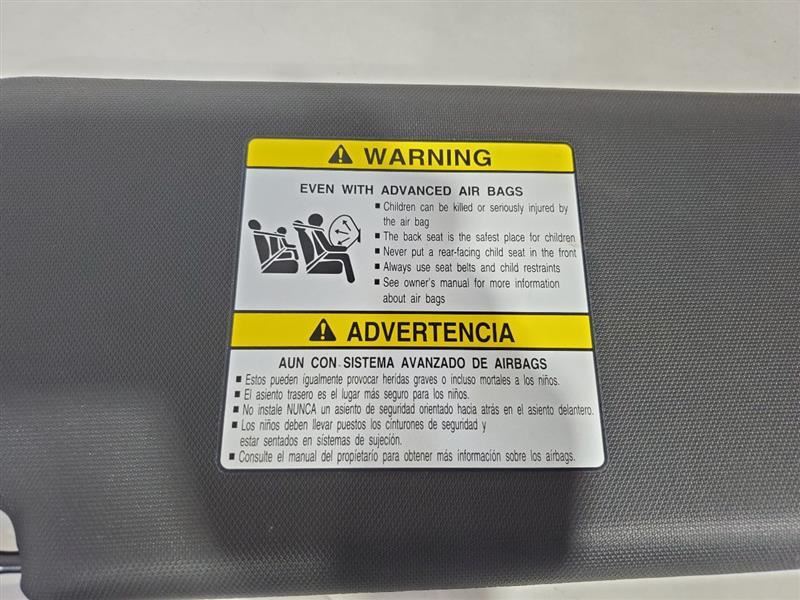 WARNING
EVEN WITH ADVANCED AIR BAGS
▪ Children can be killed or seriously injured by
the air bag
▪ The back seat is the safest place for children
▪ Never put a rear-facing child seat in the front
▪ Always use seat belts and child restraints
▪ See owner's manual for more information
about air bags
ADVERTENCIA
AUN CON SISTEMA AVANZADO DE AIRBAGS
▪ Estos pueden igualmente provocar heridas graves o incluso mortales a los niños.
▪ El asiento trasero es el lugar más seguro para los niños.
▪ No instale NUNCA un asiento de seguridad orientado hacia atrás en el asiento delantero.
▪ Los niños deben llevar puestos los cinturones de seguridad y
estar sentados en sistemas de sujeción.
▪ Consulte el manual del propietario para obtener más información sobre los airbags.